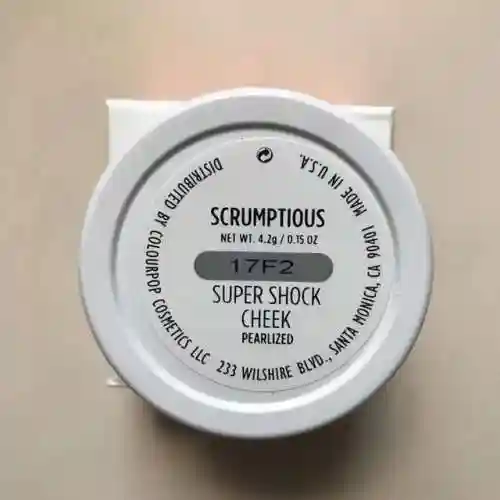 SCRUMPTIOUS
NET WT. 4.2g / 0.15 OZ
17F2
SUPER SHOCK
CHEEK
PEARLIZED
DISTRIBUTED BY COLOURPOP COSMETICS LLC 233 WILSHIRE BLVD., SANTA MONICA, CA 90401 MADE IN U.S.A.